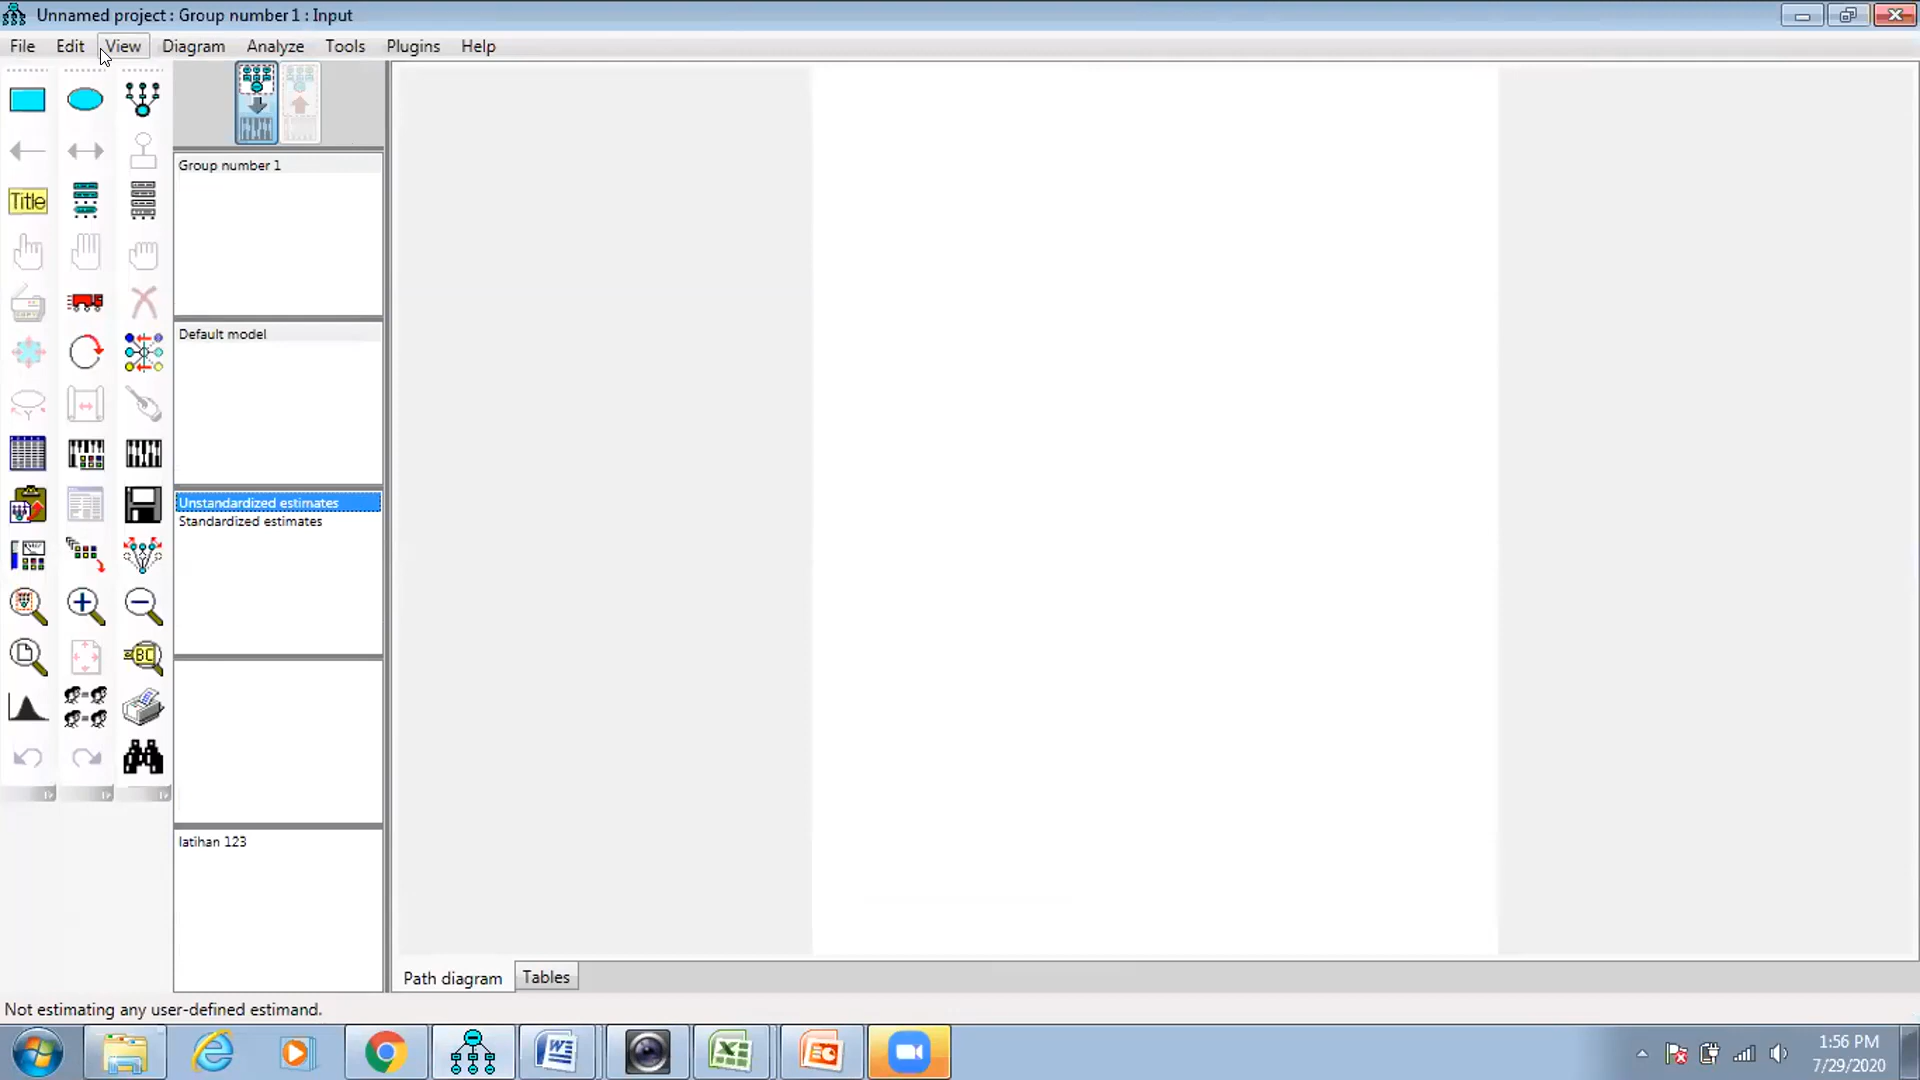 Unnamed project : Group number 1 : Input
File Edit View Diagram Analyze Tools Plugins Help
Title
Group number 1
Default model
Unstandardized estimates
Standardized estimates
latihan 123
Path diagram Tables
Not estimating any user-defined estimand.
1:56 PM
7/29/2020